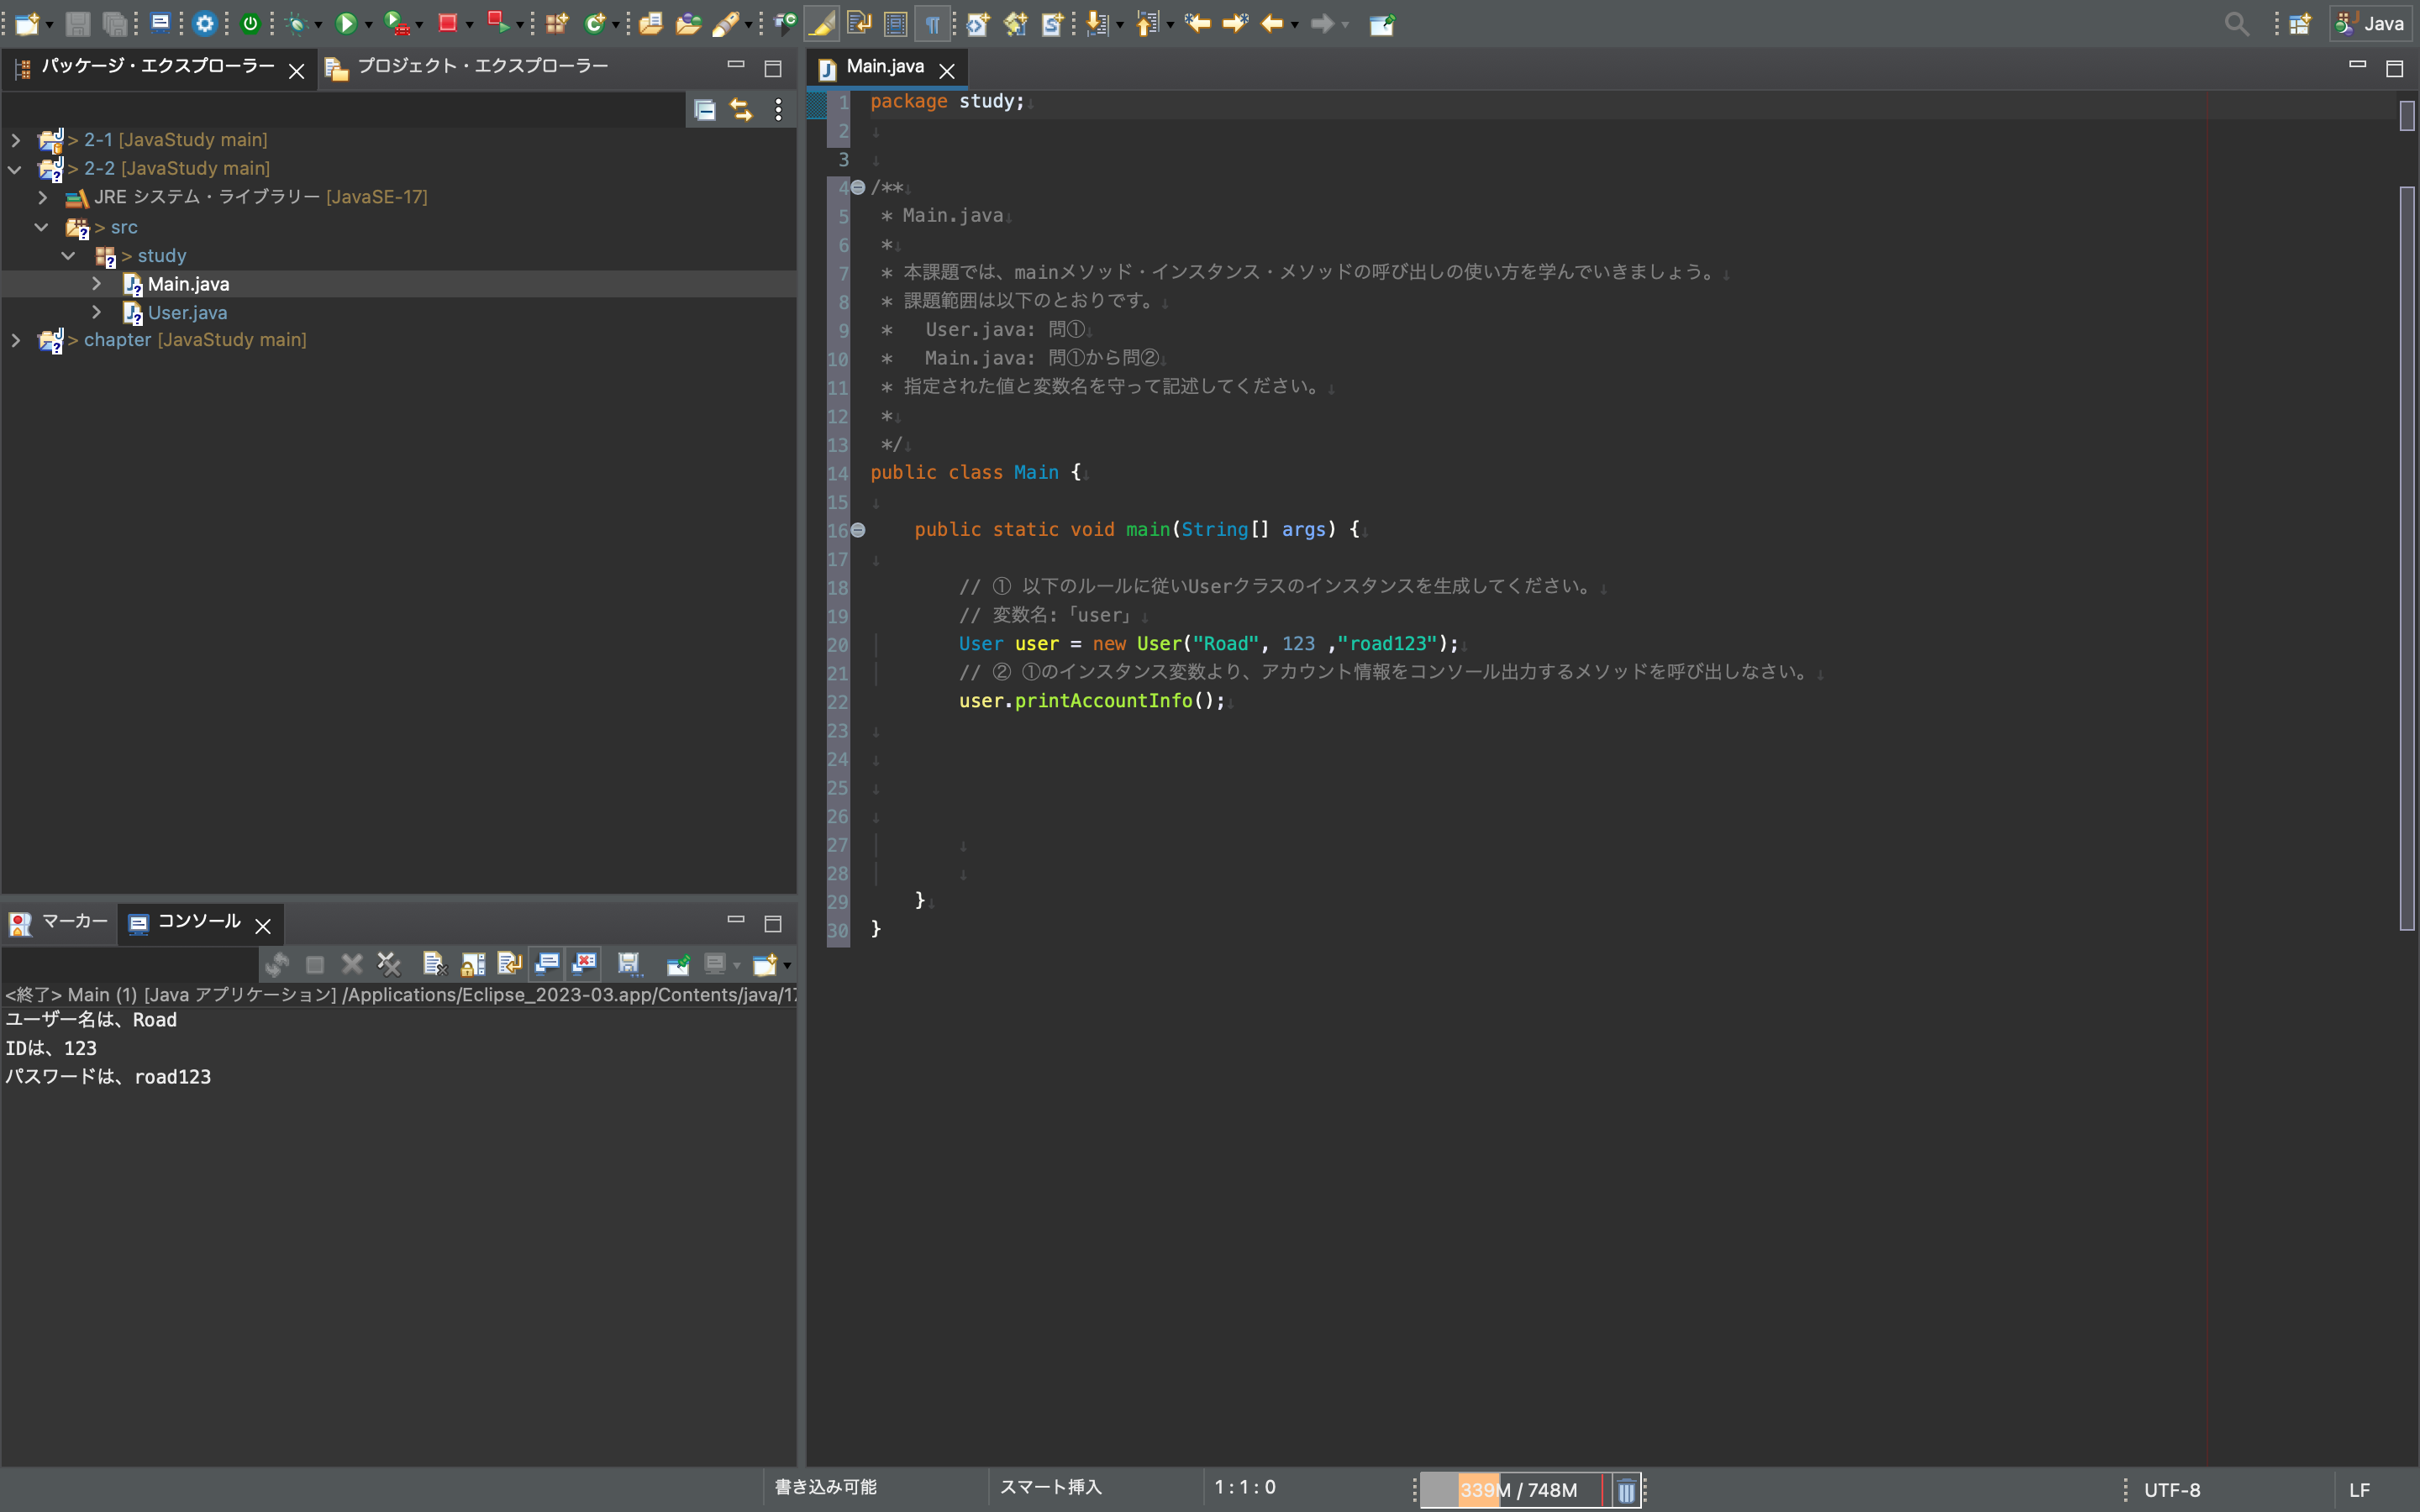 Java
パッケージ・エクスプローラー
プロジェクト・エクスプローラー
> 2-1 [JavaStudy main]
> 2-2 [JavaStudy main]
JRE システム・ライブラリー [JavaSE-17]
> src
> study
Main.java
User.java
> chapter [JavaStudy main]
Main.java
1 package study;
2
3
4 /**
5 * Main.java
6 *
7 * 本課題では、mainメソッド・インスタンス・メソッドの呼び出しの使い方を学んでいきましょう。
8 * 課題範囲は以下のとおりです。
9 * User.java: 問①
10 * Main.java: 問①から問②
11 * 指定された値と変数名を守って記述してください。
12 *
13 */
14 public class Main {
15
16 public static void main(String[] args) {
17
18 // ① 以下のルールに従いUserクラスのインスタンスを生成してください。
19 // 変数名:「user」
20 User user = new User("Road", 123 ,"road123");
21 // ② ①のインスタンス変数より、アカウント情報をコンソール出力するメソッドを呼び出しなさい。
22 user.printAccountInfo();
23
24
25
26
27
28
29 }
30 }
マーカー
コンソール
<終了> Main (1) [Java アプリケーション] /Applications/Eclipse_2023-03.app/Contents/java/17
ユーザー名は、Road
IDは、123
パスワードは、road123
書き込み可能
スマート挿入
1 : 1 : 0
339M / 748M
UTF-8
LF